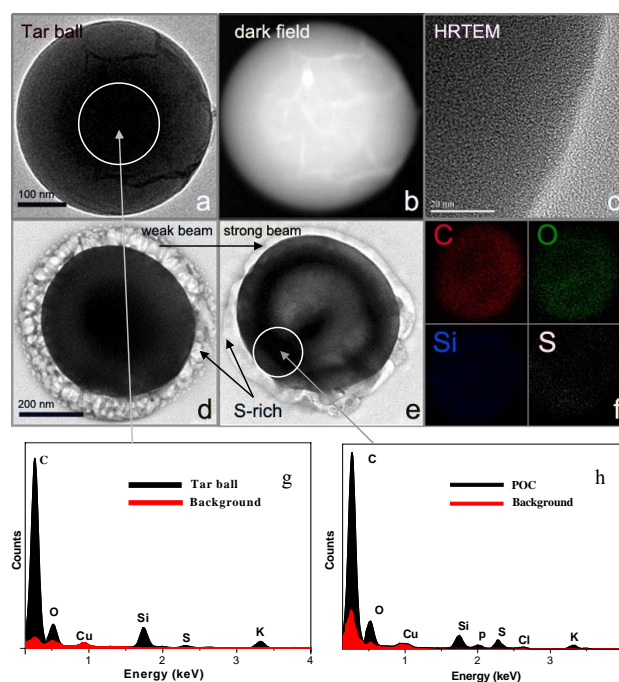 Tar ball
dark field
HRTEM
a
b
c
100 nm
20 nm
weak beam
strong beam
C
O
Si
S
S-rich
200 nm
d
e
f
C
Tar ball
Background
g
Counts
O
Cu
Si
S
K
1
2
3
4
Energy (keV)
C
POC
Background
h
Counts
O
Cu
Si
p
S
Cl
K
1
2
3
Energy (keV)